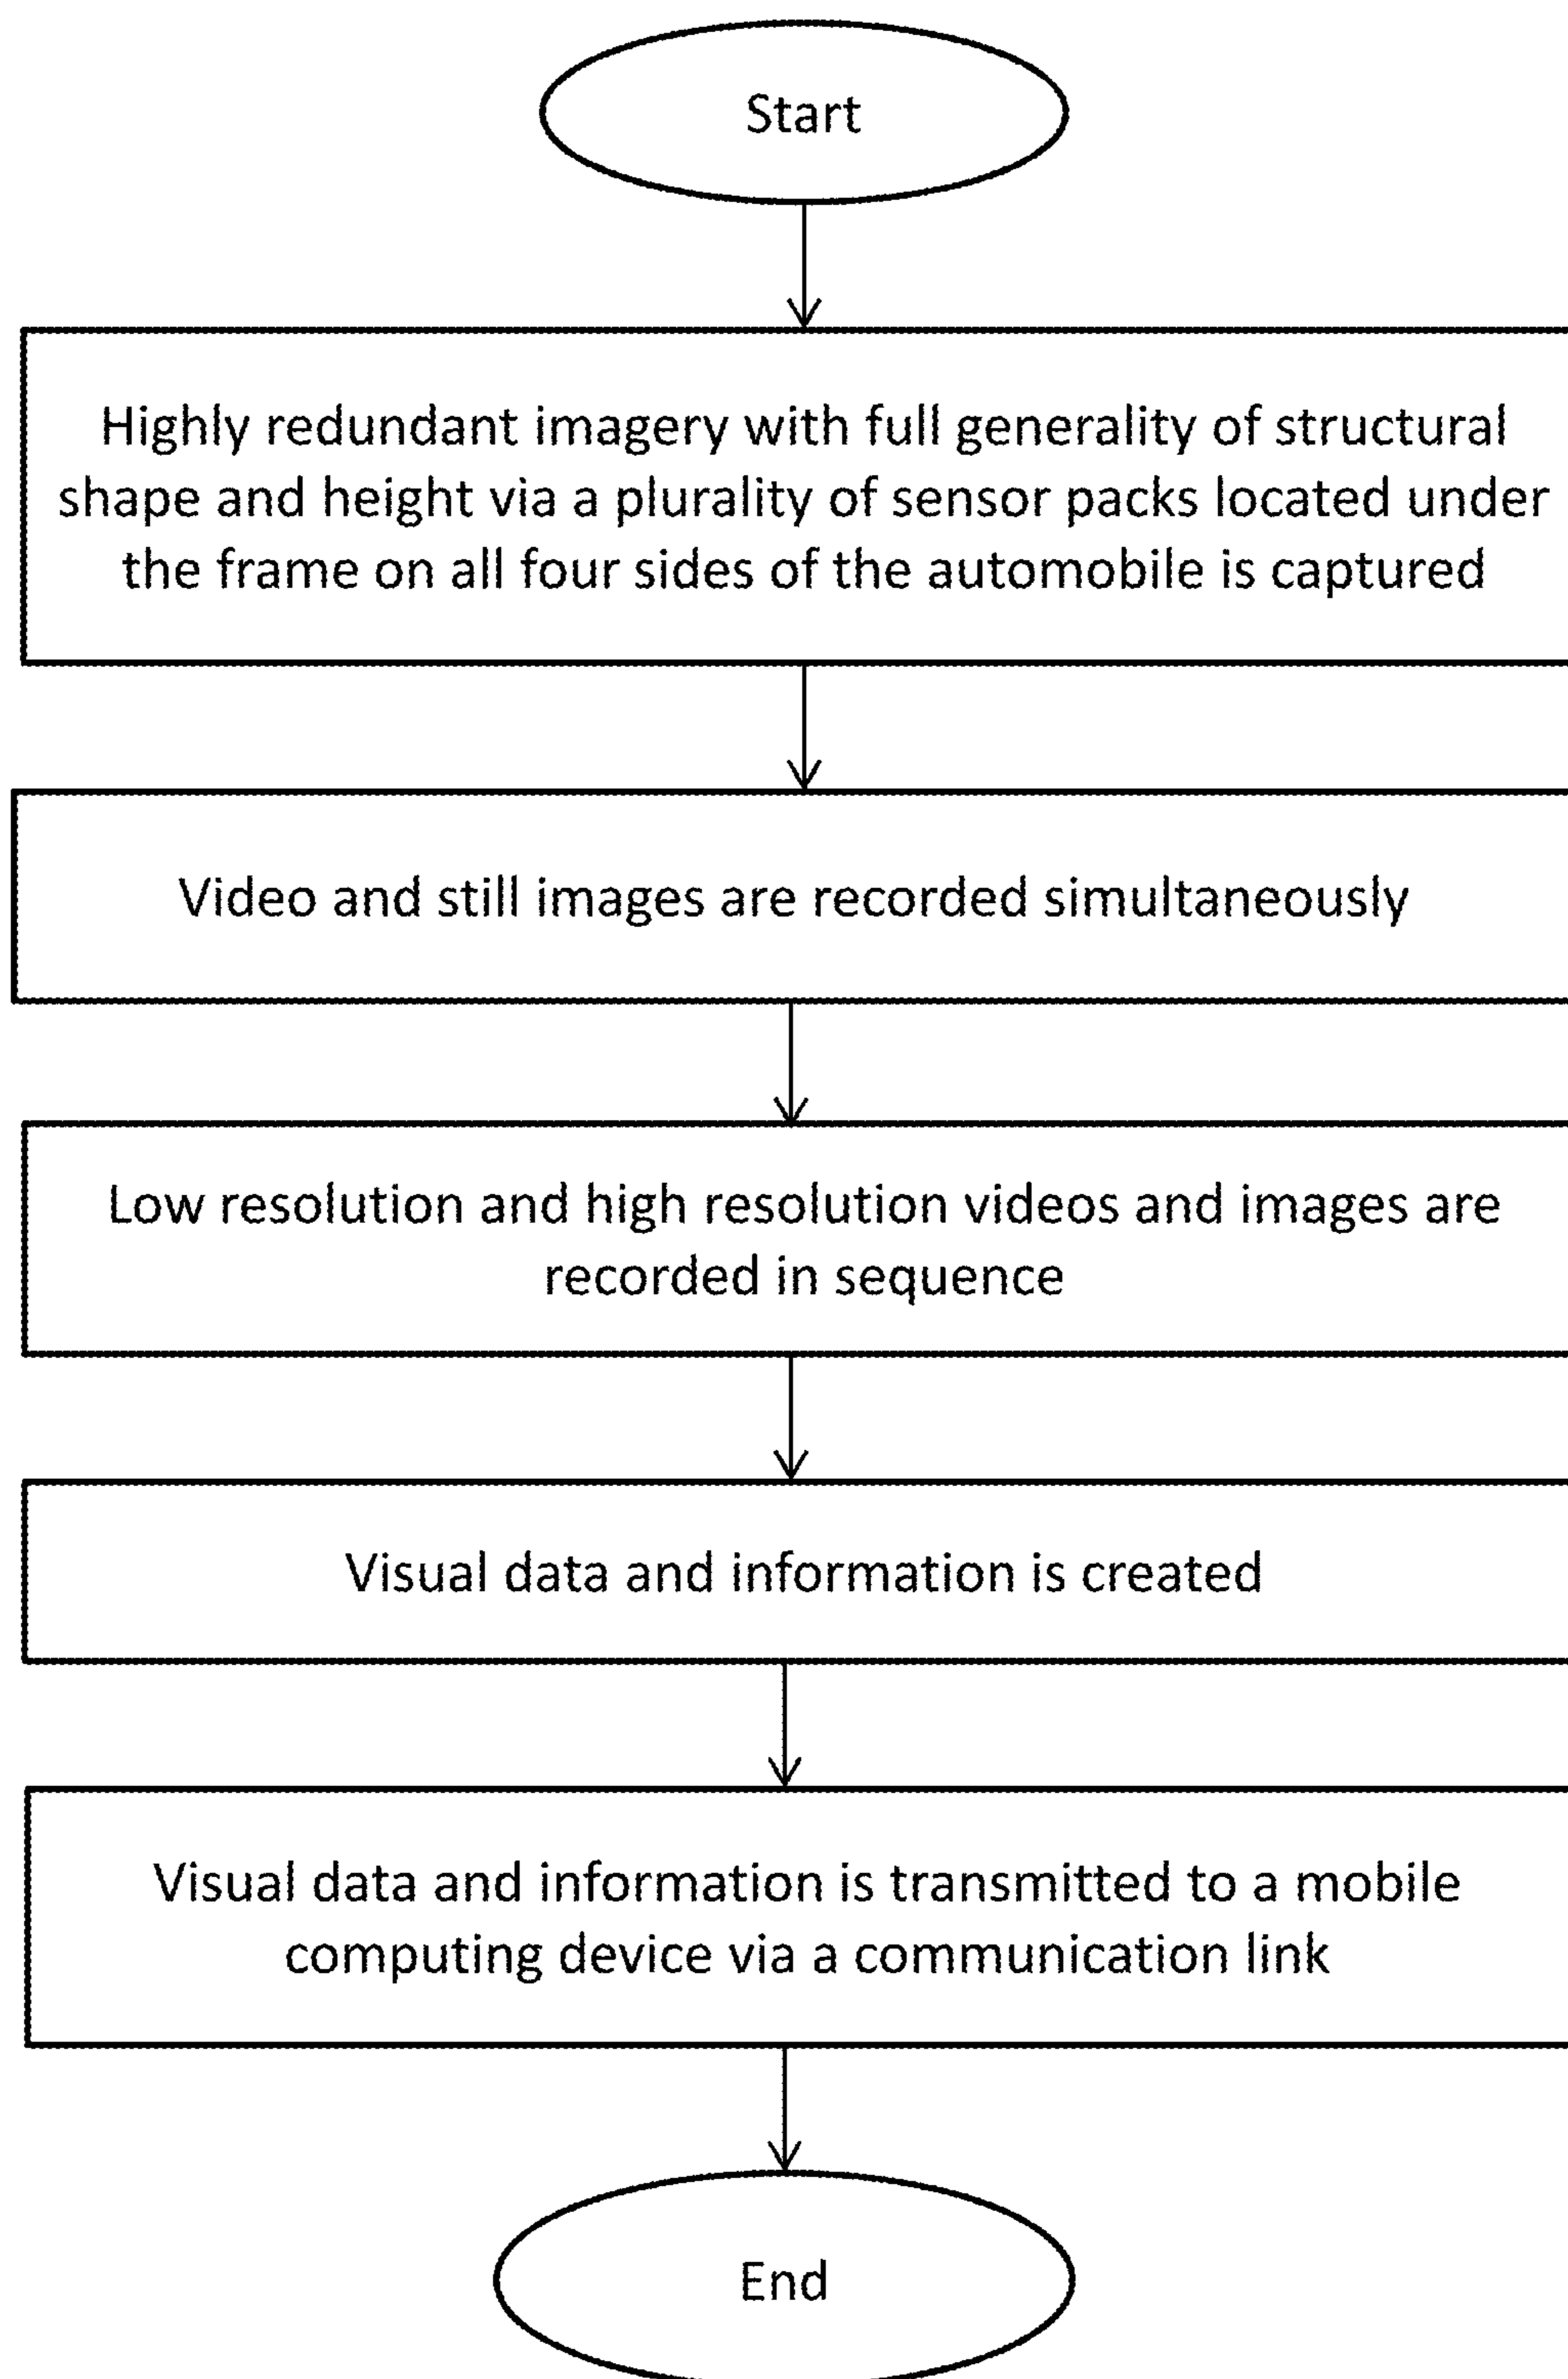 Start
Highly redundant imagery with full generality of structural
shape and height via a plurality of sensor packs located under
the frame on all four sides of the automobile is captured
Video and still images are recorded simultaneously
Low resolution and high resolution videos and images are
recorded in sequence
Visual data and information is created
Visual data and information is transmitted to a mobile
computing device via a communication link
End